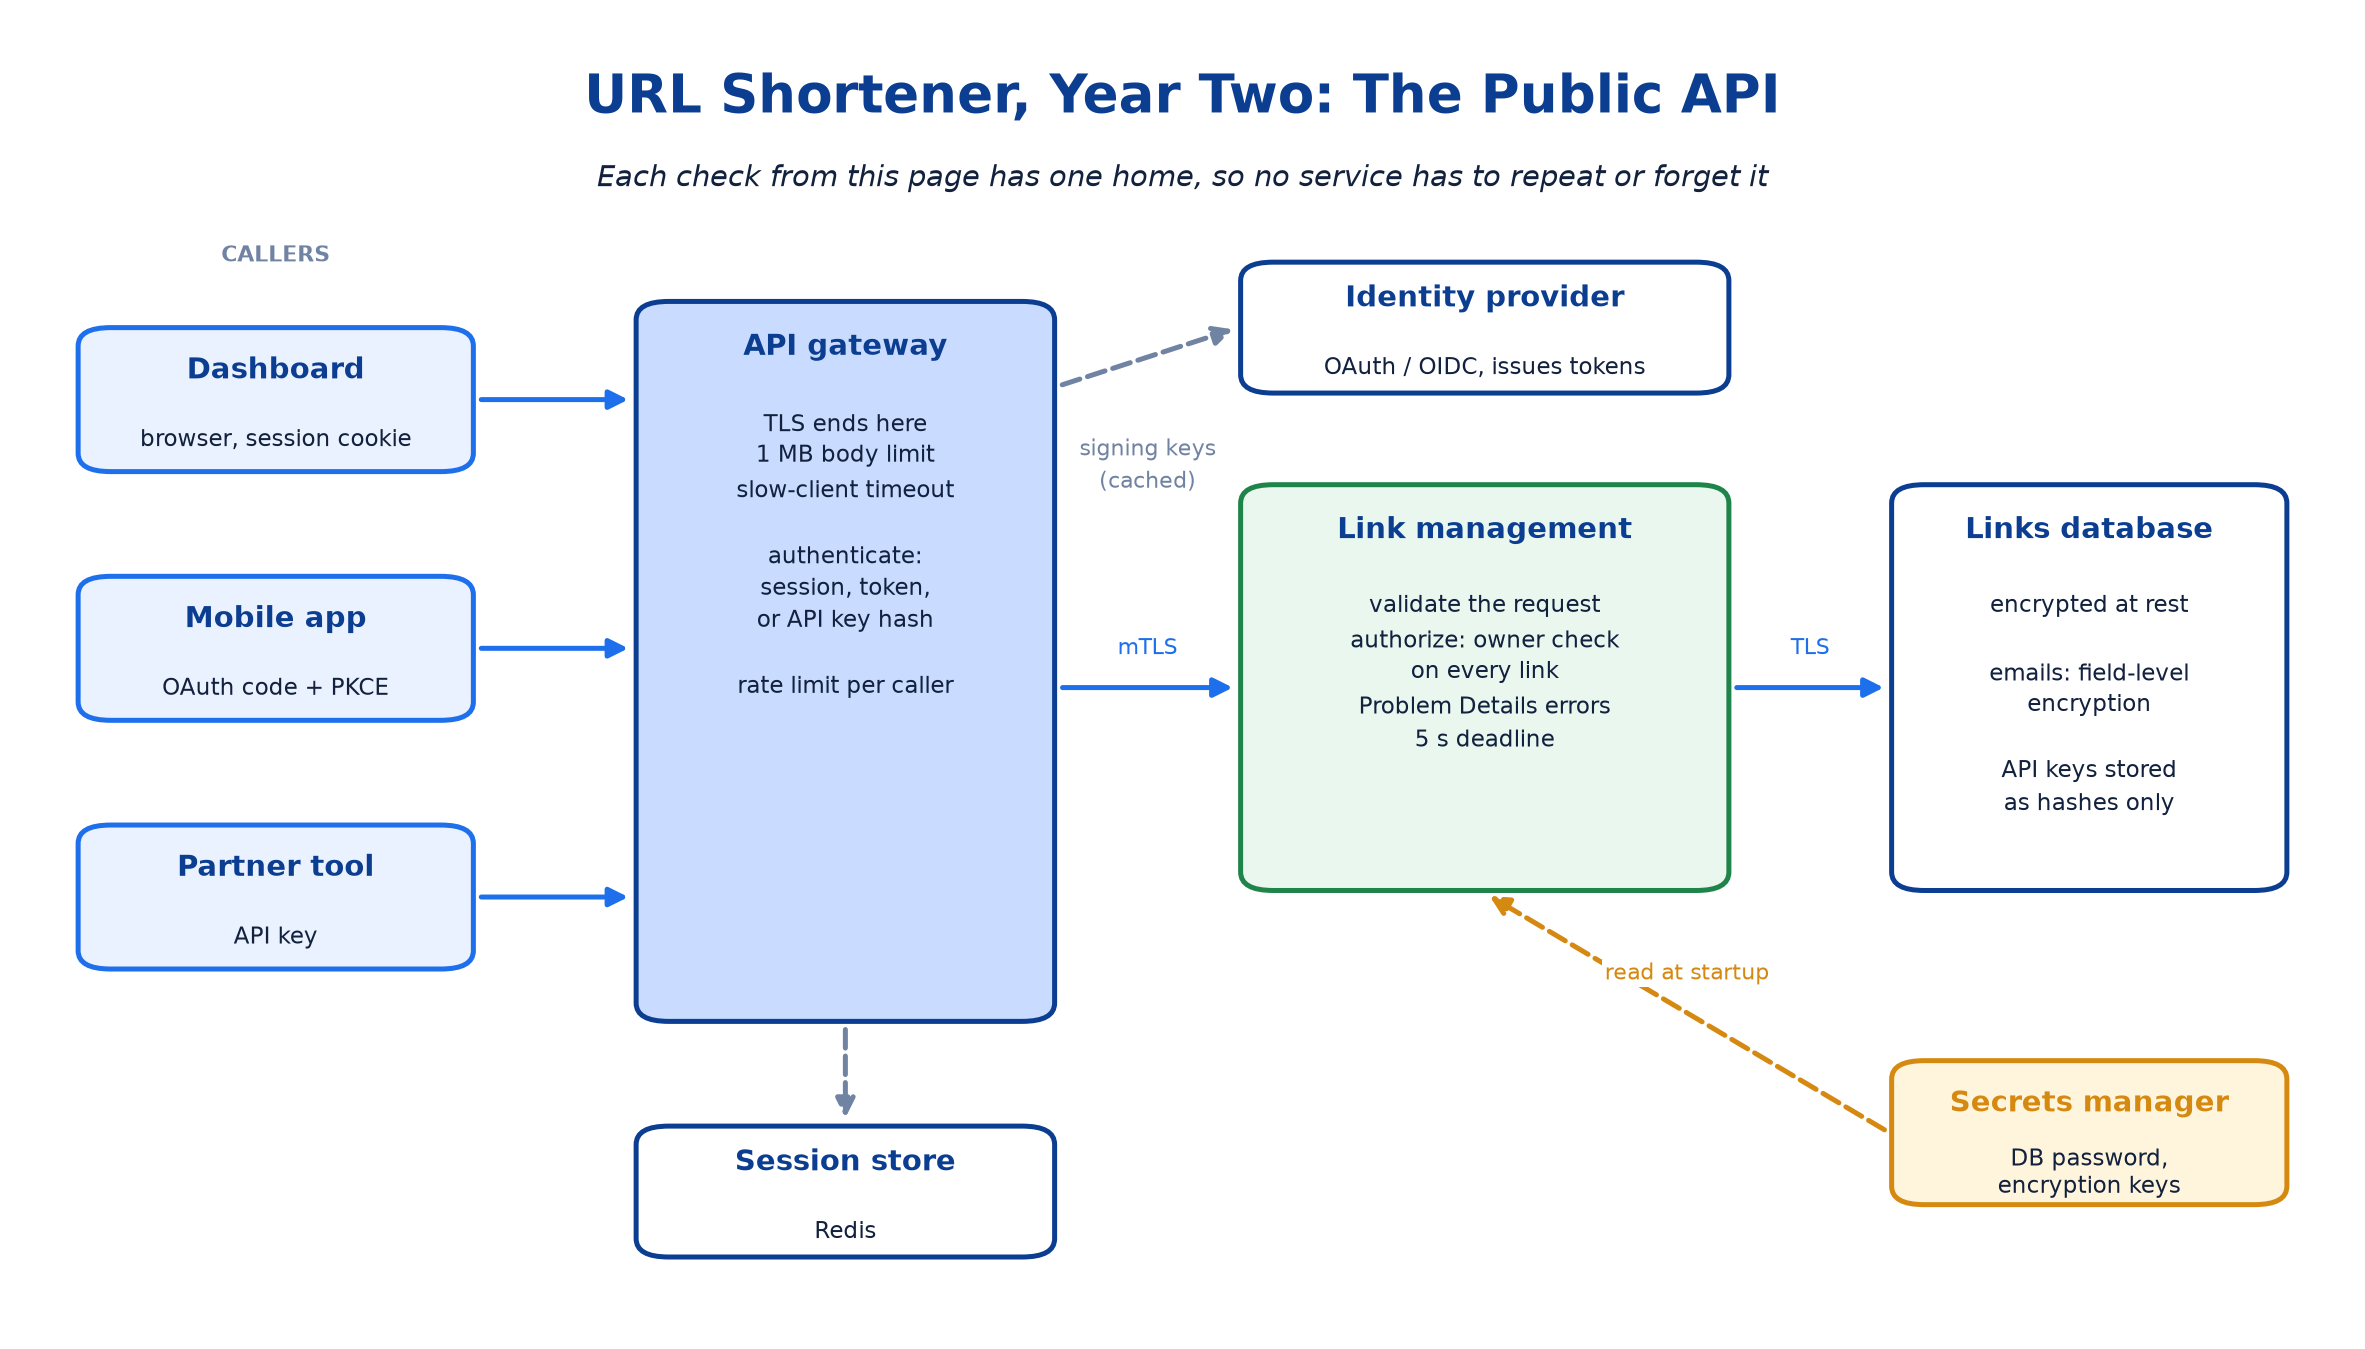 URL Shortener, Year Two: The Public API
Each check from this page has one home, so no service has to repeat or forget it
CALLERS
Dashboard
browser, session cookie
Mobile app
OAuth code + PKCE
Partner tool
API key
API gateway
TLS ends here
1 MB body limit
slow-client timeout
authenticate:
session, token,
or API key hash
rate limit per caller
Session store
Redis
signing keys
(cached)
mTLS
Identity provider
OAuth / OIDC, issues tokens
Link management
validate the request
authorize: owner check
on every link
Problem Details errors
5 s deadline
TLS
Links database
encrypted at rest
emails: field-level
encryption
API keys stored
as hashes only
read at startup
Secrets manager
DB password,
encryption keys